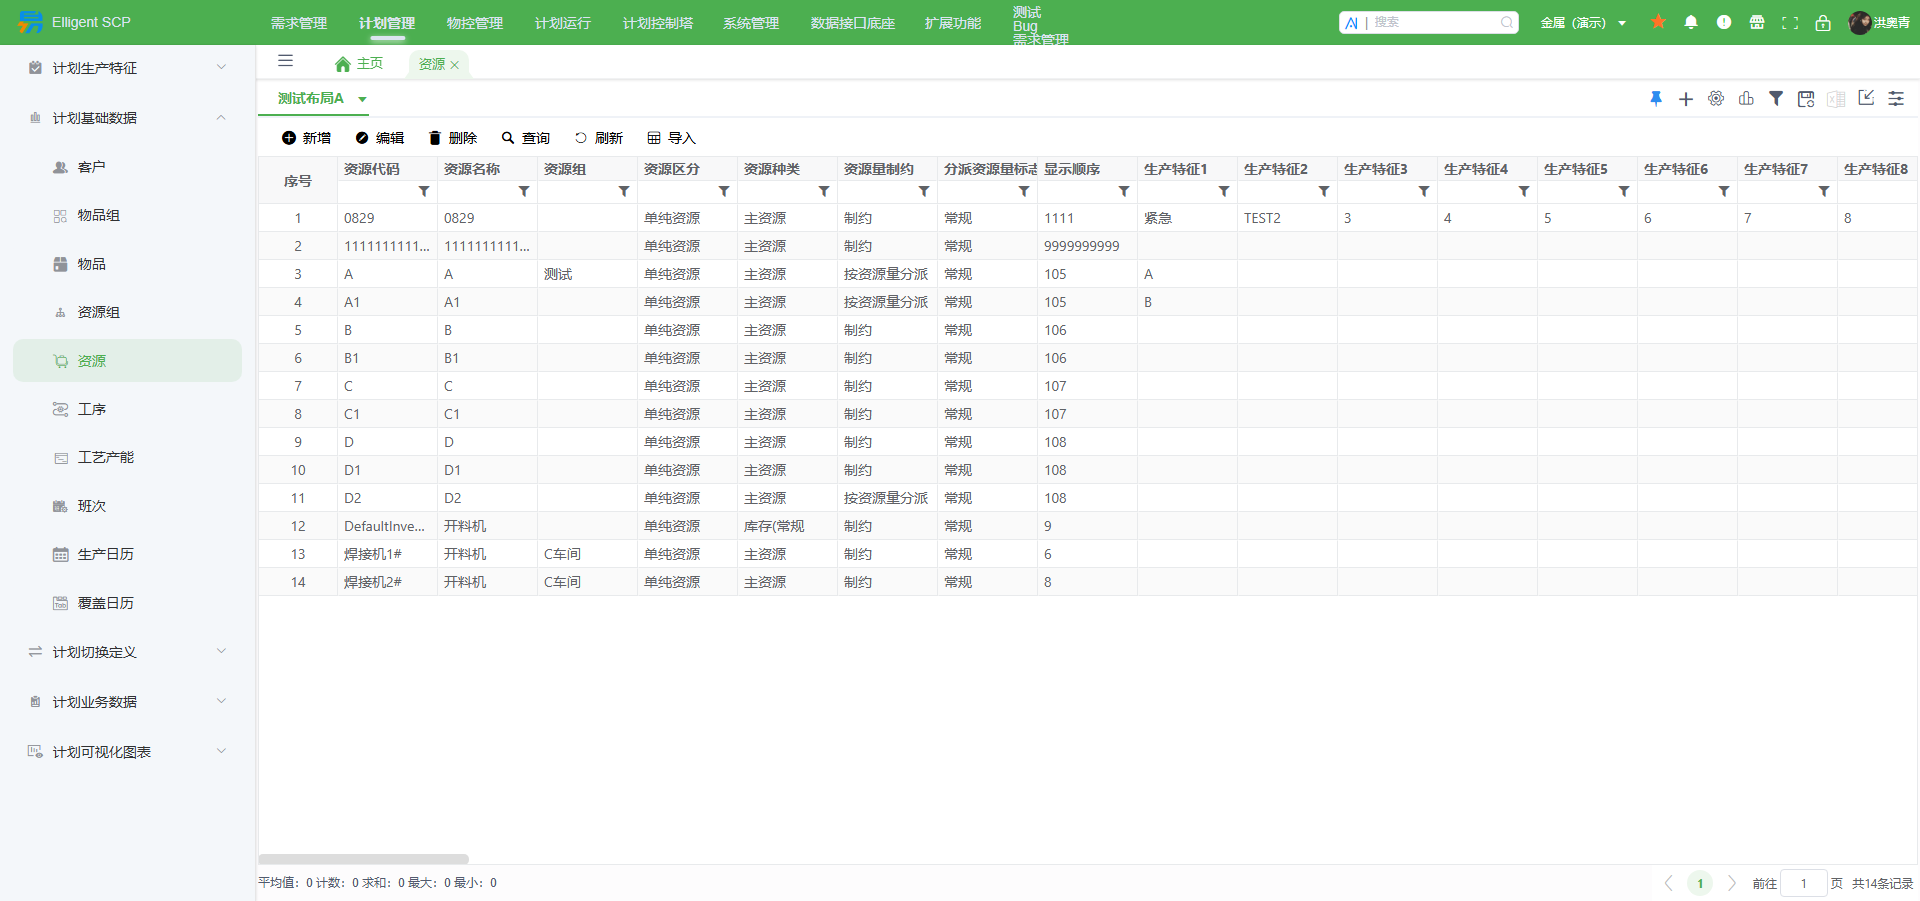 Elligent SCP
需求管理 计划管理 物控管理 计划运行 计划控制塔 系统管理 数据接口底座 扩展功能 测试
Bug
需求管理
AI | 搜索
金属（演示）
洪奥青
计划生产特征
计划基础数据
客户
物品组
物品
资源组
资源
工序
工艺产能
班次
生产日历
Tab 覆盖日历
计划切换定义
计划业务数据
计划可视化图表
主页 资源
测试布局A
新增 编辑 删除 查询 刷新 导入
序号 资源代码 资源名称 资源组 资源区分 资源种类 资源量制约 分派资源量标志 显示顺序 生产特征1 生产特征2 生产特征3 生产特征4 生产特征5 生产特征6 生产特征7 生产特征8
1 0829 0829 单纯资源 主资源 制约 常规 1111 紧急 TEST2 3 4 5 6 7 8
2 1111111111... 1111111111... 单纯资源 主资源 制约 常规 9999999999
3 A A 测试 单纯资源 主资源 按资源量分派 常规 105 A
4 A1 A1 单纯资源 主资源 按资源量分派 常规 105 B
5 B B 单纯资源 主资源 制约 常规 106
6 B1 B1 单纯资源 主资源 制约 常规 106
7 C C 单纯资源 主资源 制约 常规 107
8 C1 C1 单纯资源 主资源 制约 常规 107
9 D D 单纯资源 主资源 制约 常规 108
10 D1 D1 单纯资源 主资源 制约 常规 108
11 D2 D2 单纯资源 主资源 按资源量分派 常规 108
12 DefaultInve... 开料机 单纯资源 库存(常规 制约 常规 9
13 焊接机1# 开料机 C车间 单纯资源 主资源 制约 常规 6
14 焊接机2# 开料机 C车间 单纯资源 主资源 制约 常规 8
平均值：0 计数：0 求和：0 最大：0 最小：0
1 前往 1 页 共14条记录